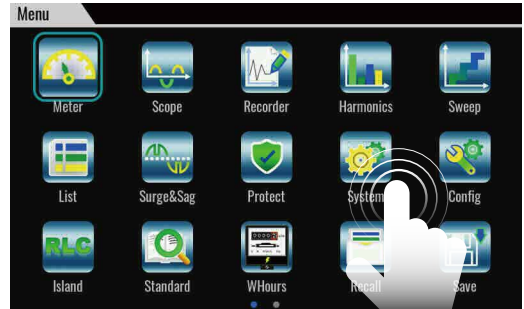 Menu
Meter Scope Recorder Harmonics Sweep
List Surge&Sag Protect System Config
RLC
Island Standard WHours Recall Save